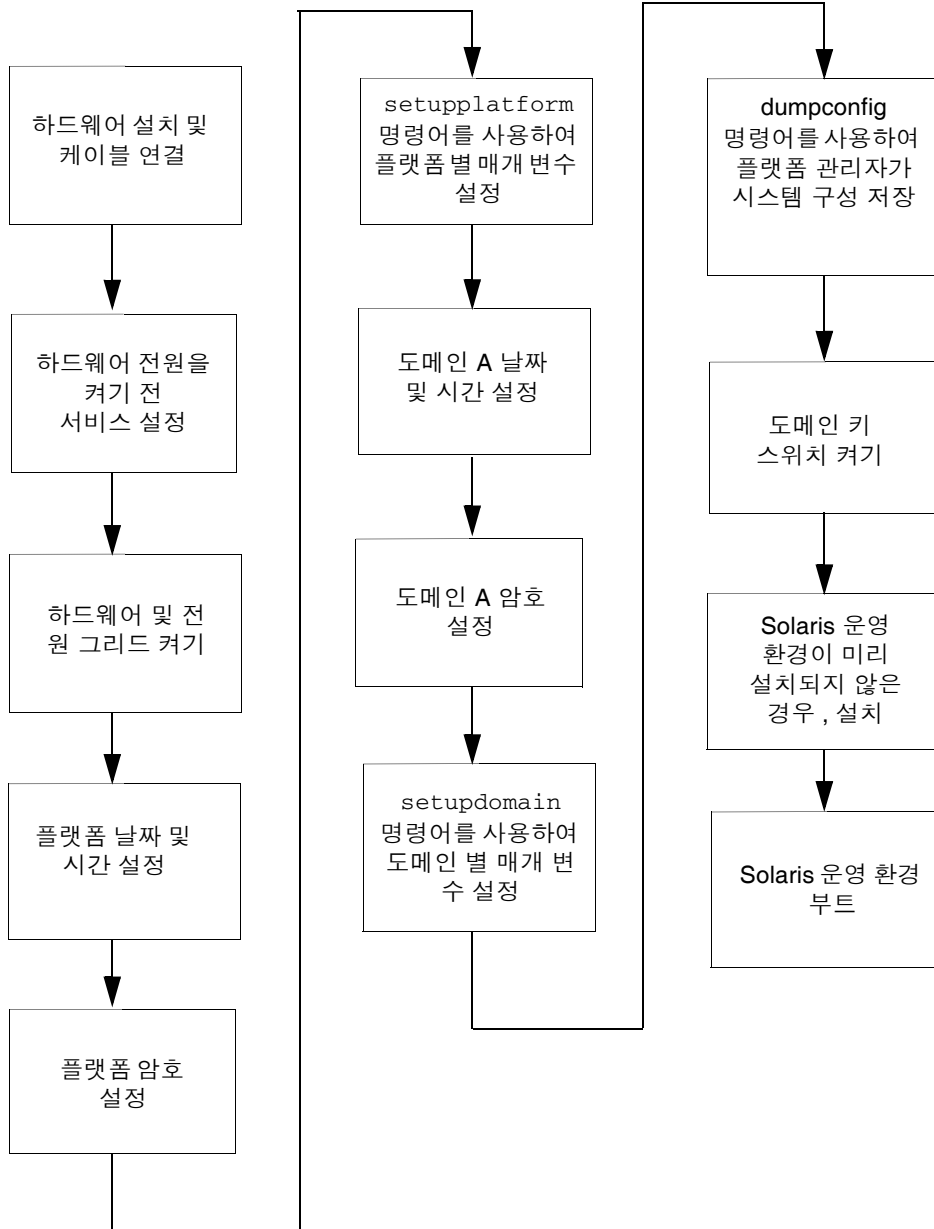 하드웨어 설치 및
케이블 연결
하드웨어 전원을
켜기 전
서비스 설정
하드웨어 및 전
원 그리드 켜기
플랫폼 날짜 및
시간 설정
플랫폼 암호
설정
setupplatform
명령어를 사용하여
플랫폼 별 매개 변수
설정
도메인 A 날짜
및 시간 설정
도메인 A 암호
설정
setupdomain
명령어를 사용하여
도메인 별 매개 변
수 설정
dumpconfig
명령어를 사용하여
플랫폼 관리자가
시스템 구성 저장
도메인 키
스위치 켜기
Solaris 운영
환경이 미리
설치되지 않은
경우 , 설치
Solaris 운영 환경
부트